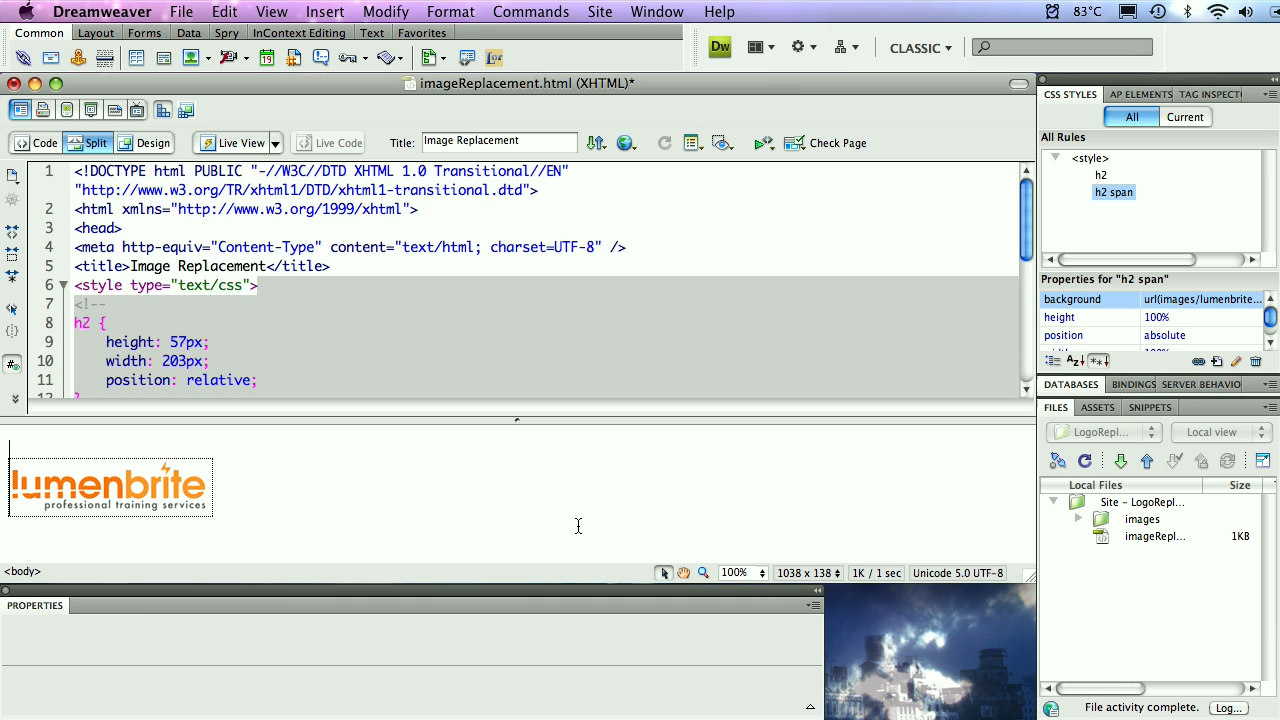 Dreamweaver File Edit View Insert Modify Format Commands Site Window Help 83°C
Common Layout Forms Data Spry InContext Editing Text Favorites
Dw CLASSIC
imageReplacement.html (XHTML)*
Code Split Design Live View Live Code Title: Image Replacement Check Page
1 <!DOCTYPE html PUBLIC "-//W3C//DTD XHTML 1.0 Transitional//EN"
"http://www.w3.org/TR/xhtml1/DTD/xhtml1-transitional.dtd">
2 <html xmlns="http://www.w3.org/1999/xhtml">
3 <head>
4 <meta http-equiv="Content-Type" content="text/html; charset=UTF-8" />
5 <title>Image Replacement</title>
6 <style type="text/css">
7 <!--
8 h2 {
9 height: 57px;
10 width: 203px;
11 position: relative;
12 }
lumenbrite
professional training services
<body> 100% 1038 x 138 1K / 1 sec Unicode 5.0 UTF-8
PROPERTIES
CSS STYLES AP ELEMENTS TAG INSPECT
All Current
All Rules
<style>
h2
h2 span
Properties for "h2 span"
background url(images/lumenbrite...
height 100%
position absolute
width 100%
DATABASES BINDINGS SERVER BEHAVIO
FILES ASSETS SNIPPETS
LogoRepl... Local view
Local Files Size
Site - LogoRepl...
images
imageRepl... 1KB
File activity complete. Log...